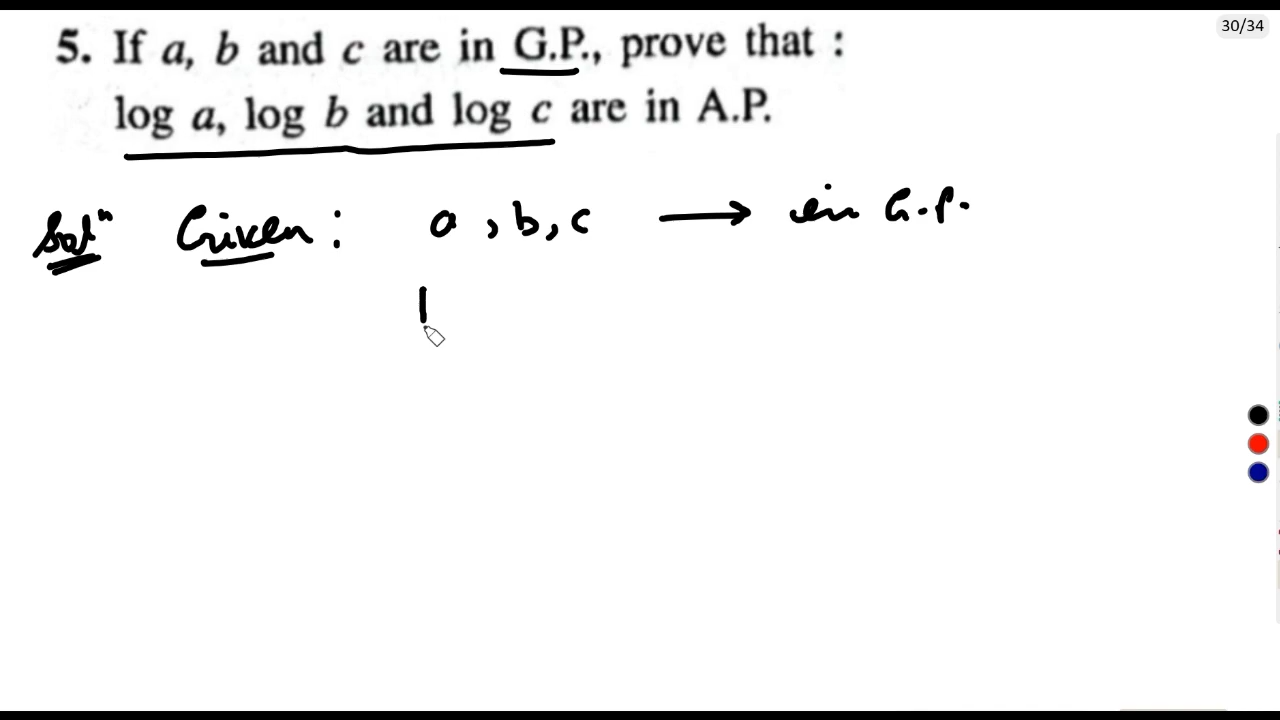 30/34
5. If a, b and c are in G.P., prove that :
log a, log b and log c are in A.P.
Solⁿ Given : a , b, c → in G.P.